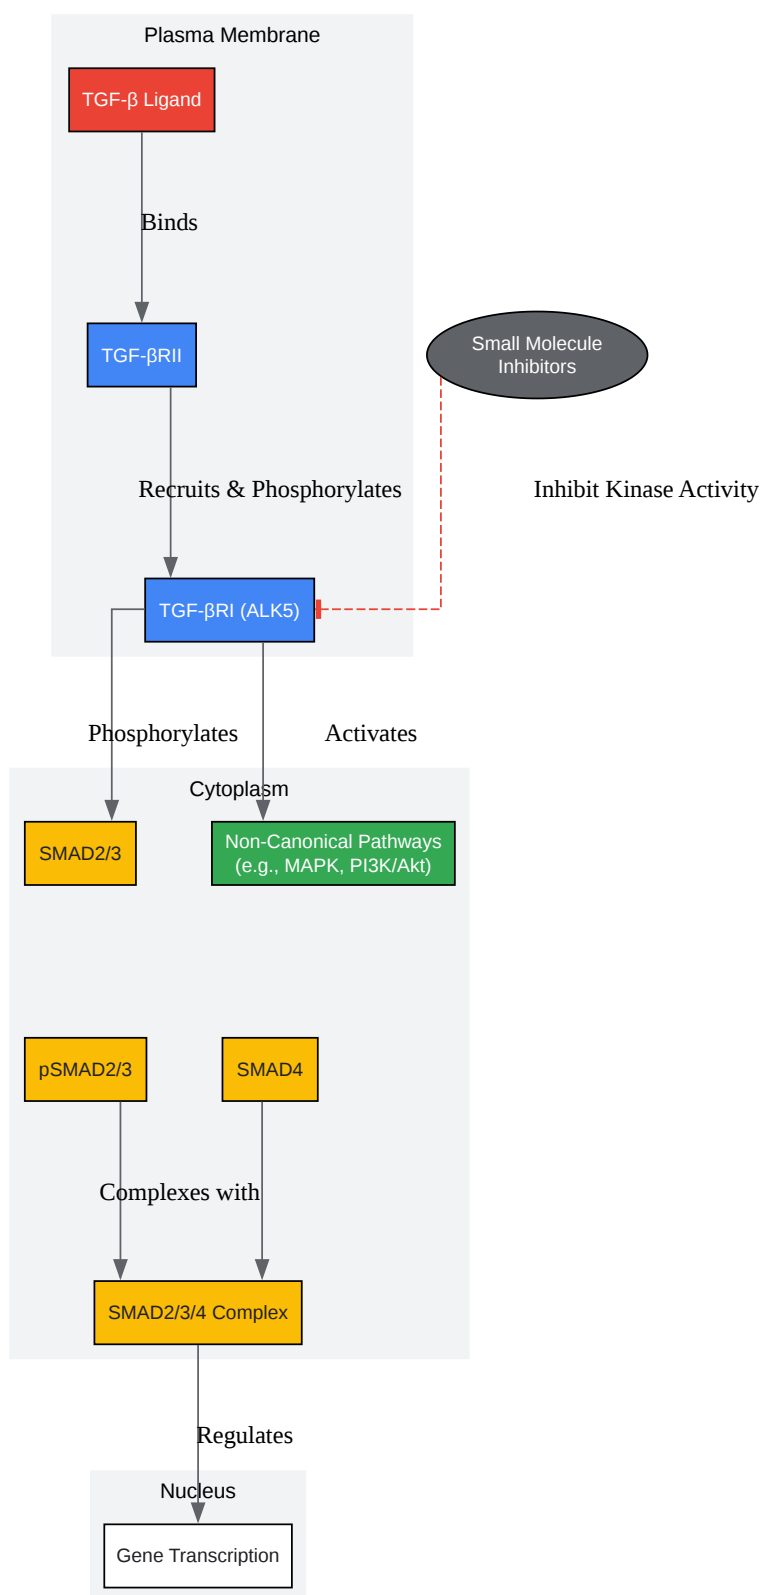 Plasma Membrane
TGF-β Ligand
Binds
TGF-βRII
Small Molecule
Inhibitors
Recruits & Phosphorylates
Inhibit Kinase Activity
TGF-βRI (ALK5)
Phosphorylates
Activates
Cytoplasm
SMAD2/3
Non-Canonical Pathways
(e.g., MAPK, PI3K/Akt)
pSMAD2/3
SMAD4
Complexes with
SMAD2/3/4 Complex
Regulates
Nucleus
Gene Transcription